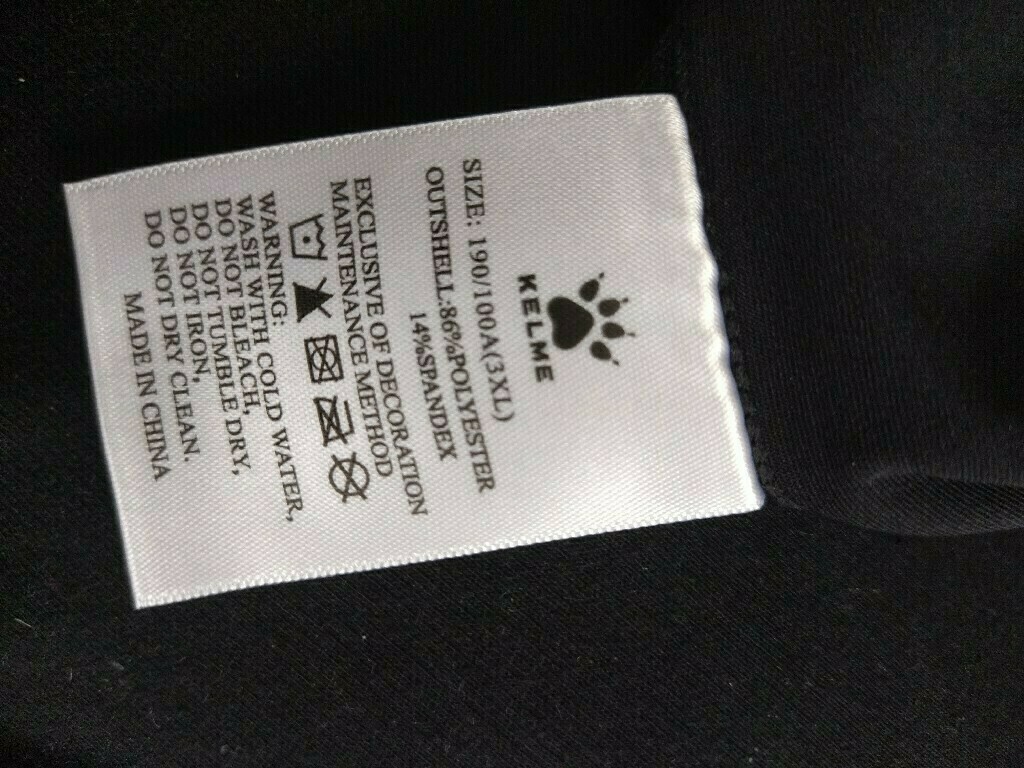 KELME
SIZE: 190/100A(3XL)
OUTSHELL:86%POLYESTER
14%SPANDEX
EXCLUSIVE OF DECORATION
MAINTENANCE METHOD
WARNING:
WASH WITH COLD WATER,
DO NOT BLEACH,
DO NOT TUMBLE DRY,
DO NOT IRON,
DO NOT DRY CLEAN.
MADE IN CHINA